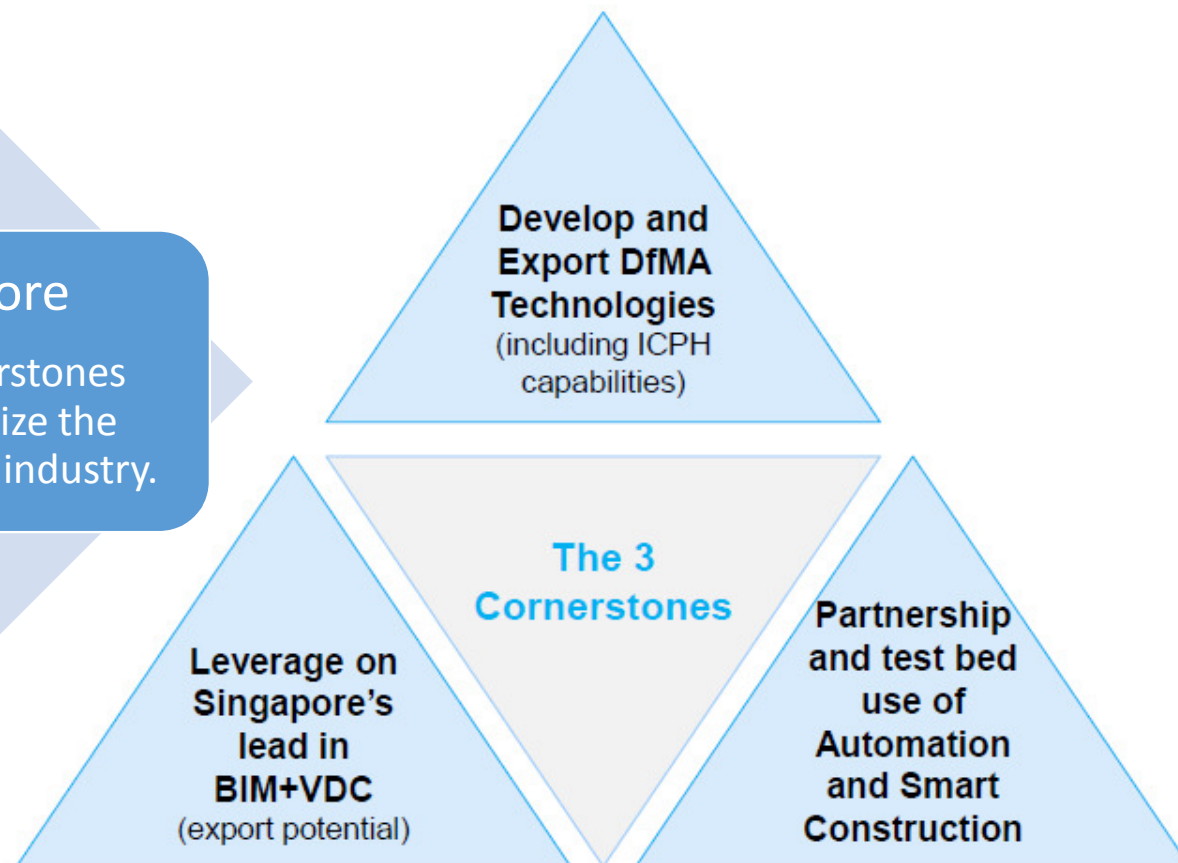 ore
rstones
ize the
industry.
Develop and
Export DfMA
Technologies
(including ICPH
capabilities)
The 3
Cornerstones
Leverage on
Singapore’s
lead in
BIM+VDC
(export potential)
Partnership
and test bed
use of
Automation
and Smart
Construction